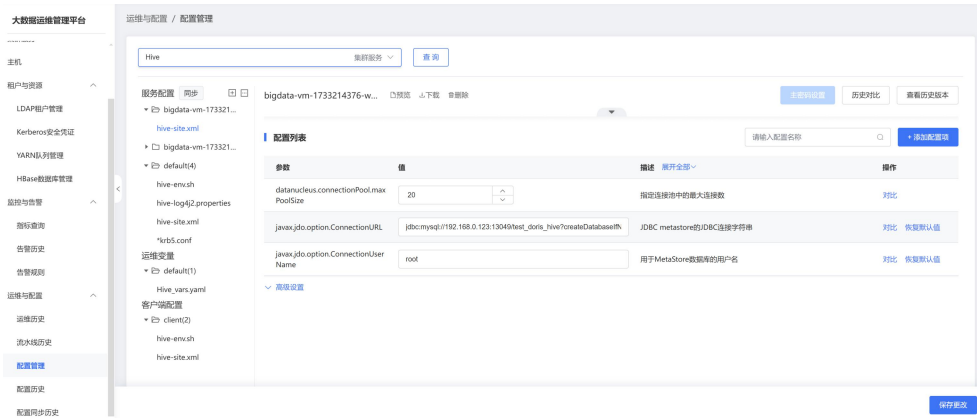 大数据运维管理平台
运维与配置 / 配置管理
主机
租户与资源
LDAP租户管理
Kerberos安全凭证
YARN队列管理
HBase数据库管理
监控与告警
指标查询
告警历史
告警规则
运维与配置
运维历史
流水线历史
配置管理
配置历史
配置同步历史
Hive 集群服务 查询
服务配置 同步
bigdata-vm-173321...
hive-site.xml
bigdata-vm-173321...
default(4)
hive-env.sh
hive-log4j2.properties
hive-site.xml
*krb5.conf
运维变量
default(1)
Hive_vars.yaml
客户端配置
client(2)
hive-env.sh
hive-site.xml
bigdata-vm-1733214376-w... 预览 下载 删除 主密码设置 历史对比 查看历史版本
配置列表 请输入配置名称 + 添加配置项
参数 值 描述 展开全部 操作
datanucleus.connectionPool.max
PoolSize
20 指定连接池中的最大连接数 对比
javax.jdo.option.ConnectionURL jdbc:mysql://192.168.0.123:13049/test_doris_hive?createDatabaseIfN JDBC metastore的JDBC连接字符串 对比 恢复默认值
javax.jdo.option.ConnectionUser
Name
root 用于MetaStore数据库的用户名 对比 恢复默认值
高级设置
保存更改